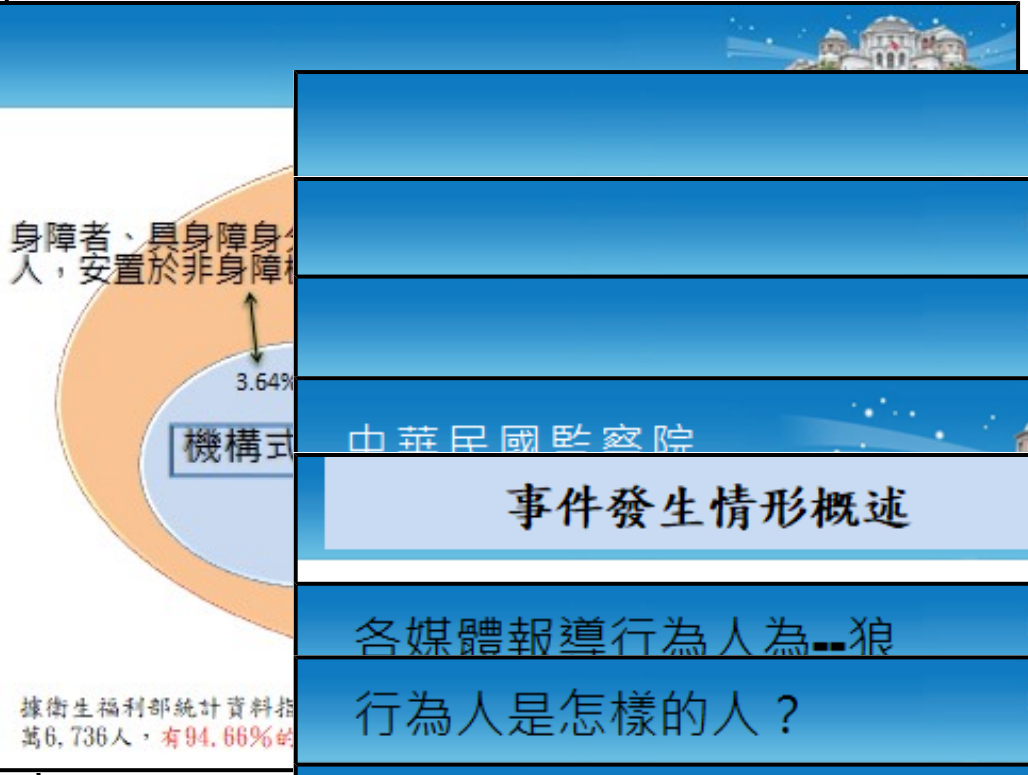 身障者、具身障身
人，安置於非身障
3.64%
機構式
中華民國監察院
事件發生情形概述
各媒體報導行為人為--狼
行為人是怎樣的人？
據衛生福利部統計資料指
萬6,736人，有94.66%的